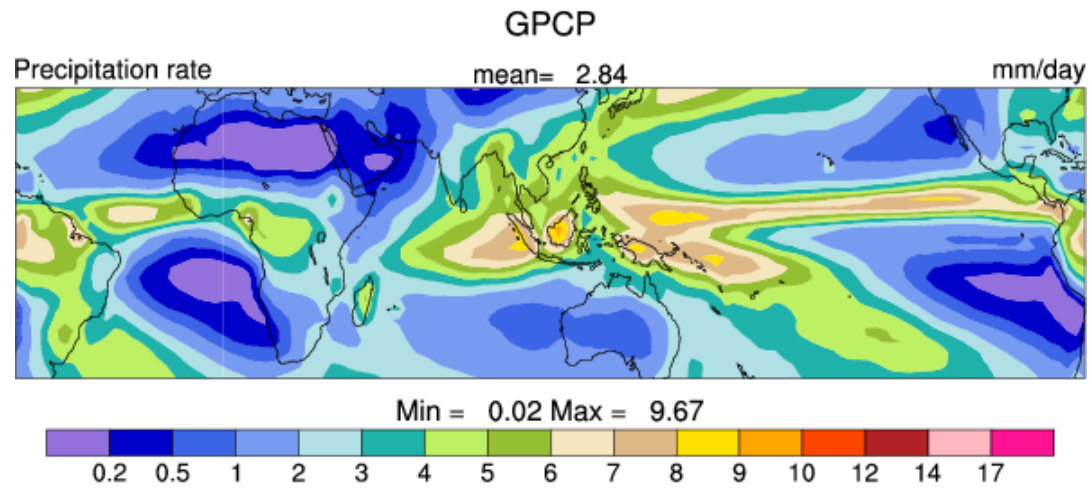 GPCP
Precipitation rate mean= 2.84 mm/day
Min = 0.02 Max = 9.67
0.2 0.5 1 2 3 4 5 6 7 8 9 10 12 14 17